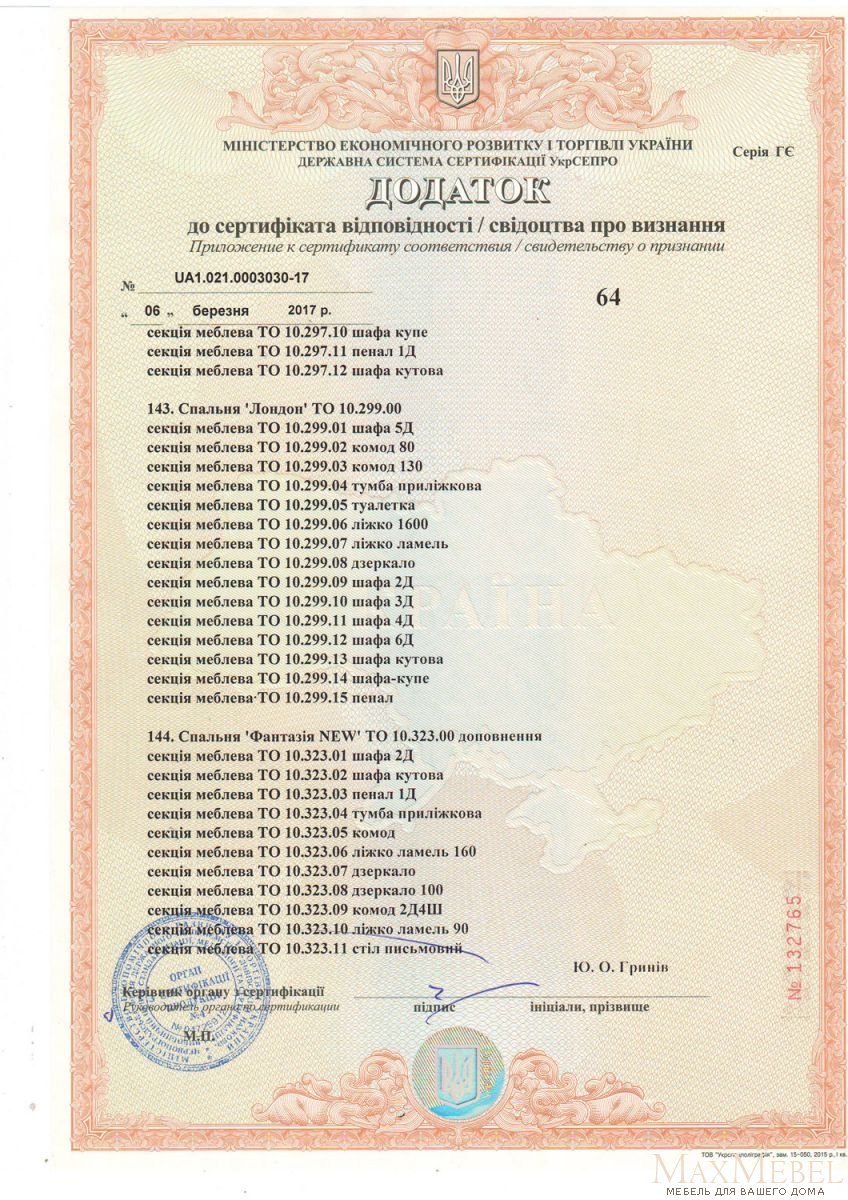 МІНІСТЕРСТВО ЕКОНОМІЧНОГО РОЗВИТКУ І ТОРГІВЛІ УКРАЇНИ
ДЕРЖАВНА СИСТЕМА СЕРТИФІКАЦІЇ УкрСЕПРО
Серія ГЄ
ДОДАТОК
до сертифіката відповідності / свідоцтва про визнання
Приложение к сертификату соответствия / свидетельству о признании
№ UA1.021.0003030-17
64
„ 06 „ березня 2017 р.
секція меблева ТО 10.297.10 шафа купе
секція меблева ТО 10.297.11 пенал 1Д
секція меблева ТО 10.297.12 шафа кутова
143. Спальня 'Лондон' ТО 10.299.00
секція меблева ТО 10.299.01 шафа 5Д
секція меблева ТО 10.299.02 комод 80
секція меблева ТО 10.299.03 комод 130
секція меблева ТО 10.299.04 тумба приліжкова
секція меблева ТО 10.299.05 туалетка
секція меблева ТО 10.299.06 ліжко 1600
секція меблева ТО 10.299.07 ліжко ламель
секція меблева ТО 10.299.08 дзеркало
секція меблева ТО 10.299.09 шафа 2Д
секція меблева ТО 10.299.10 шафа 3Д
секція меблева ТО 10.299.11 шафа 4Д
секція меблева ТО 10.299.12 шафа 6Д
секція меблева ТО 10.299.13 шафа кутова
секція меблева ТО 10.299.14 шафа-купе
секція меблева ТО 10.299.15 пенал
144. Спальня 'Фантазія NEW' ТО 10.323.00 доповнення
секція меблева ТО 10.323.01 шафа 2Д
секція меблева ТО 10.323.02 шафа кутова
секція меблева ТО 10.323.03 пенал 1Д
секція меблева ТО 10.323.04 тумба приліжкова
секція меблева ТО 10.323.05 комод
секція меблева ТО 10.323.06 ліжко ламель 160
секція меблева ТО 10.323.07 дзеркало
секція меблева ТО 10.323.08 дзеркало 100
секція меблева ТО 10.323.09 комод 2Д4Ш
секція меблева ТО 10.323.10 ліжко ламель 90
секція меблева ТО 10.323.11 стіл письмовий
Ю. О. Гринів
Керівник органу з сертифікації
Руководитель органа по сертификации
підпис
ініціали, прізвище
М.П.
ОРГАН
СЕРТИФІКАЦІЇ
№ 132765
УКРАЇНА
MaxMebel
МЕБЕЛЬ ДЛЯ ВАШЕГО ДОМА